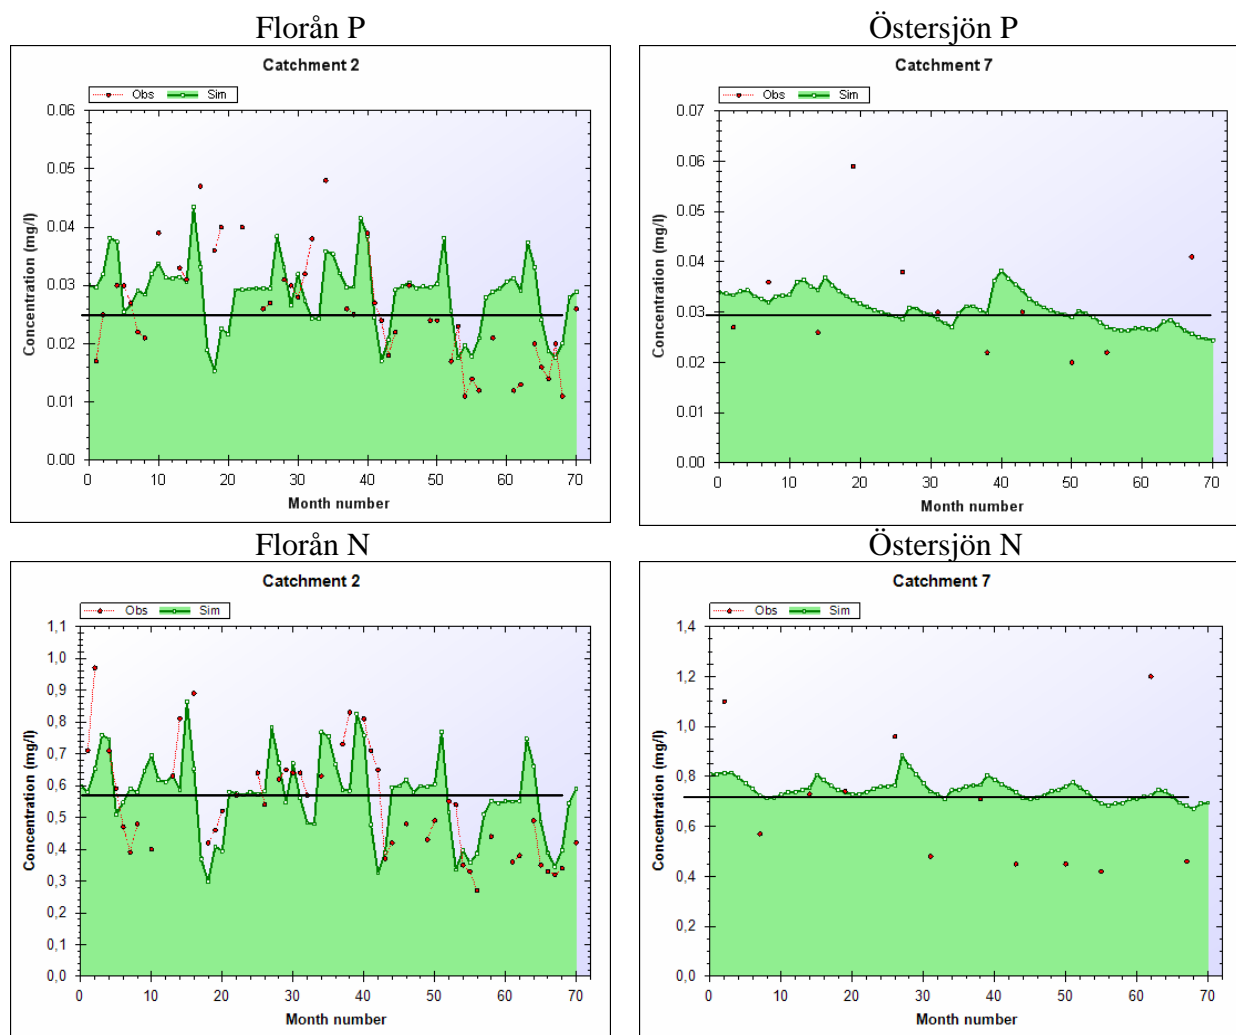 Florån P
Catchment 2
Obs Sim
0.06
0.05
0.04
0.03
0.02
0.01
0.00
Concentration (mg/l)
0 10 20 30 40 50 60 70
Month number
Östersjön P
Catchment 7
Obs Sim
0.07
0.06
0.05
0.04
0.03
0.02
0.01
0.00
Concentration (mg/l)
0 10 20 30 40 50 60 70
Month number
Florån N
Catchment 2
Obs Sim
1,1
1,0
0,9
0,8
0,7
0,6
0,5
0,4
0,3
0,2
0,1
0,0
Concentration (mg/l)
0 10 20 30 40 50 60 70
Month number
Östersjön N
Catchment 7
Obs Sim
1,4
1,2
1,0
0,8
0,6
0,4
0,2
0,0
Concentration (mg/l)
0 10 20 30 40 50 60 70
Month number